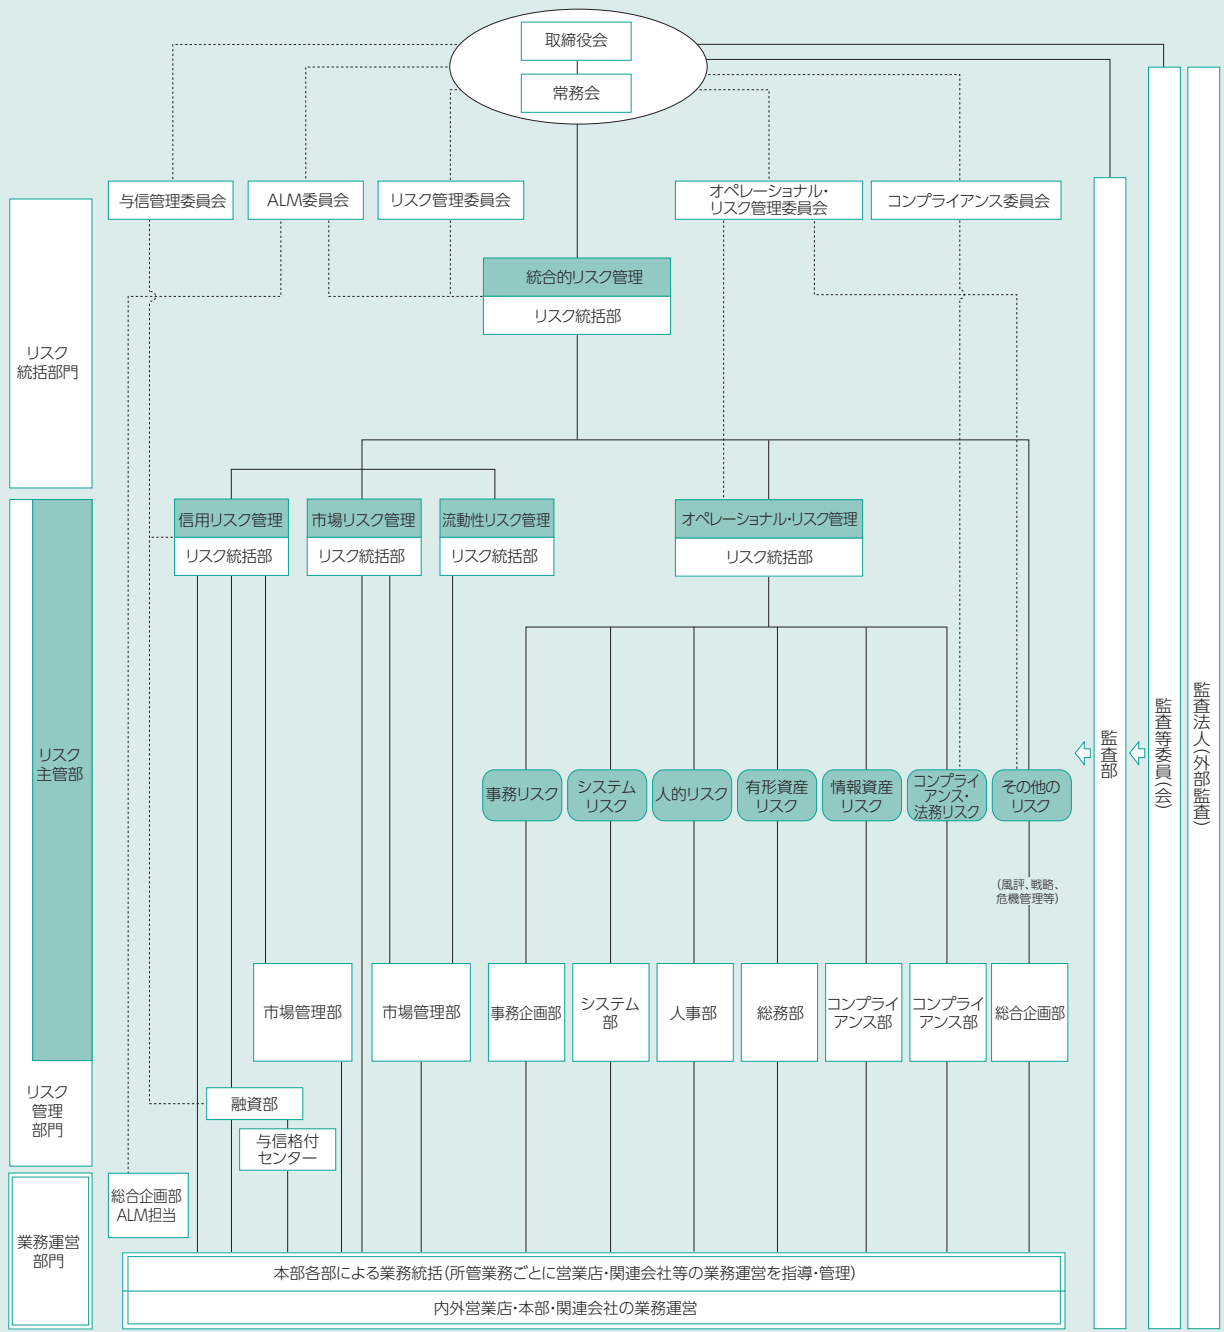 取締役会
常務会
与信管理委員会
ALM委員会
リスク管理委員会
オペレーショナル・
リスク管理委員会
コンプライアンス委員会
統合的リスク管理
リスク統括部
リスク
統括部門
信用リスク管理
リスク統括部
市場リスク管理
リスク統括部
流動性リスク管理
リスク統括部
オペレーショナル・リスク管理
リスク統括部
リスク
主管部
事務リスク
システム
リスク
人的リスク
有形資産
リスク
情報資産
リスク
コンプライ
アンス・
法務リスク
その他の
リスク
(風評、戦略、
危機管理等)
監査部
監査等委員(会)
監査法人(外部監査)
市場管理部
市場管理部
事務企画部
システム
部
人事部
総務部
コンプライ
アンス部
コンプライ
アンス部
総合企画部
リスク
管理
部門
融資部
与信格付
センター
総合企画部
ALM担当
業務運営
部門
本部各部による業務統括(所管業務ごとに営業店・関連会社等の業務運営を指導・管理)
内外営業店・本部・関連会社の業務運営